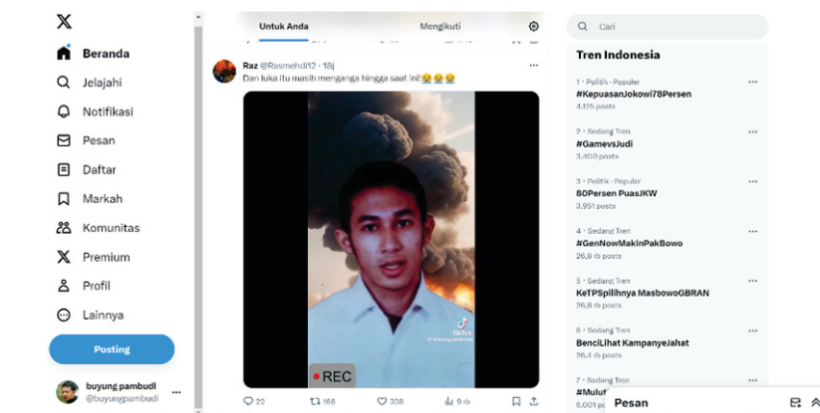 Beranda
Jelajahi
Notifikasi
Pesan
Daftar
Markah
Komunitas
Premium
Profil
Lainnya
Posting
buyung pambudi
@buyungpambudi
Untuk Anda
Mengikuti
Raz @Rasmehdi12 · 18j
Dan luka itu masih menganga hingga saat ini!😭😭😭
TikTok
REC
22
168
338
9 rb
Cari
Tren Indonesia
1 · Politik · Populer
#KepuasanJokowi78Persen
4.125 posts
2 · Sedang Tren
#GamevsJudi
3.400 posts
3 · Politik · Populer
80Persen PuasJKW
3.951 posts
4 · Sedang Tren
#GenNowMakinPakBowo
26,8 rb posts
5 · Sedang Tren
KeTPSpilihnya MasbowoGBRAN
26,8 rb posts
6 · Sedang Tren
BenciLihat KampanyeJahat
26,4 rb posts
7 · Sedang Tren
#Mulut
6.001
Pesan